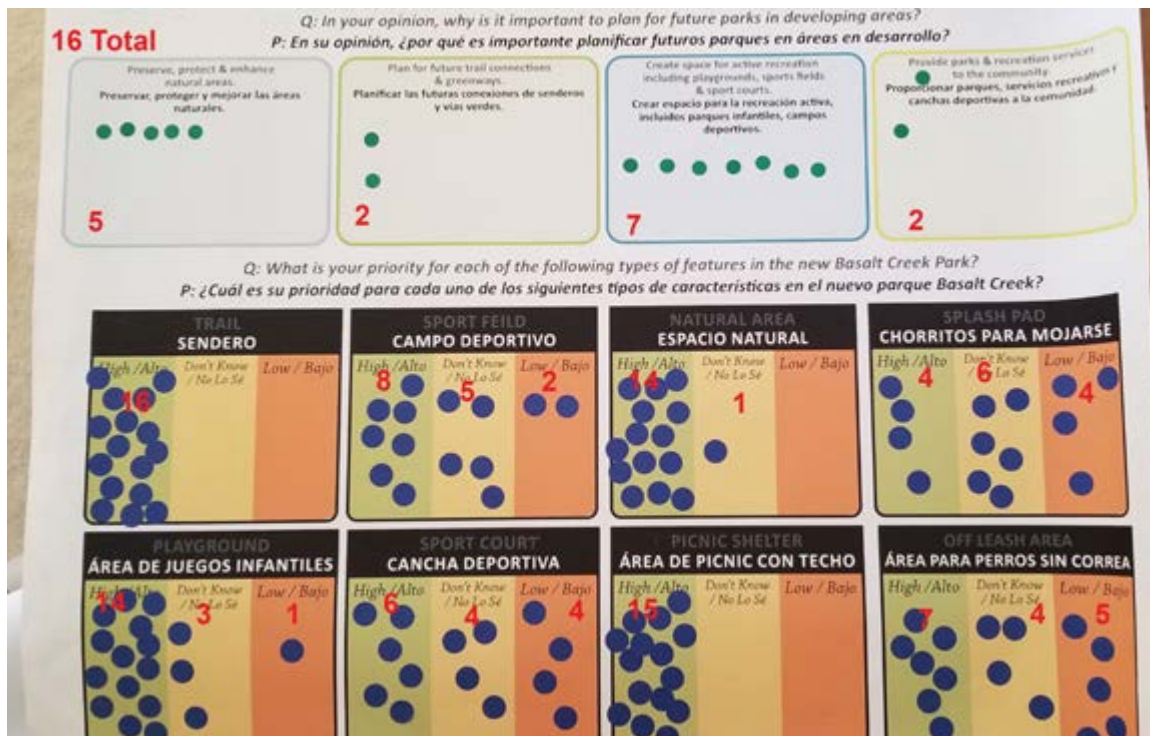 Q: In your opinion, why is it important to plan for future parks in developing areas?
16 Total
P: En su opinión, ¿por qué es importante planificar futuros parques en áreas en desarrollo?
Preserve, protect & enhance
natural areas.
Preservar, proteger y mejorar las áreas
naturales.
5
Plan for future trail connections
& greenways.
Planificar las futuras conexiones de senderos
y vías verdes.
2
Create space for active recreation
including playgrounds, sports fields
& sport courts.
Crear espacio para la recreación activa,
incluidos parques infantiles, campos
deportivos.
7
Provide parks & recreation services
to the community
Proporcionar parques, servicios recreativos y
canchas deportivas a la comunidad.
2
Q: What is your priority for each of the following types of features in the new Basalt Creek Park?
P: ¿Cuál es su prioridad para cada uno de los siguientes tipos de características en el nuevo parque Basalt Creek?
TRAIL
SENDERO
High /Alto
Don't Know
/ No Lo Sé
Low / Bajo
16
SPORT FEILD
CAMPO DEPORTIVO
High /Alto
Don't Know
/ No Lo Sé
Low / Bajo
8
5
2
NATURAL AREA
ESPACIO NATURAL
High /Alto
Don't Know
/ No Lo Sé
Low / Bajo
14
1
SPLASH PAD
CHORRITOS PARA MOJARSE
High /Alto
Don't Know
/ No Lo Sé
Low / Bajo
4
6
4
PLAYGROUND
ÁREA DE JUEGOS INFANTILES
High /Alto
Don't Know
/ No Lo Sé
Low / Bajo
14
3
1
SPORT COURT
CANCHA DEPORTIVA
High /Alto
Don't Know
/ No Lo Sé
Low / Bajo
6
4
4
PICNIC SHELTER
ÁREA DE PICNIC CON TECHO
High /Alto
Don't Know
/ No Lo Sé
Low / Bajo
15
OFF LEASH AREA
ÁREA PARA PERROS SIN CORREA
High /Alto
Don't Know
/ No Lo Sé
Low / Bajo
7
4
5